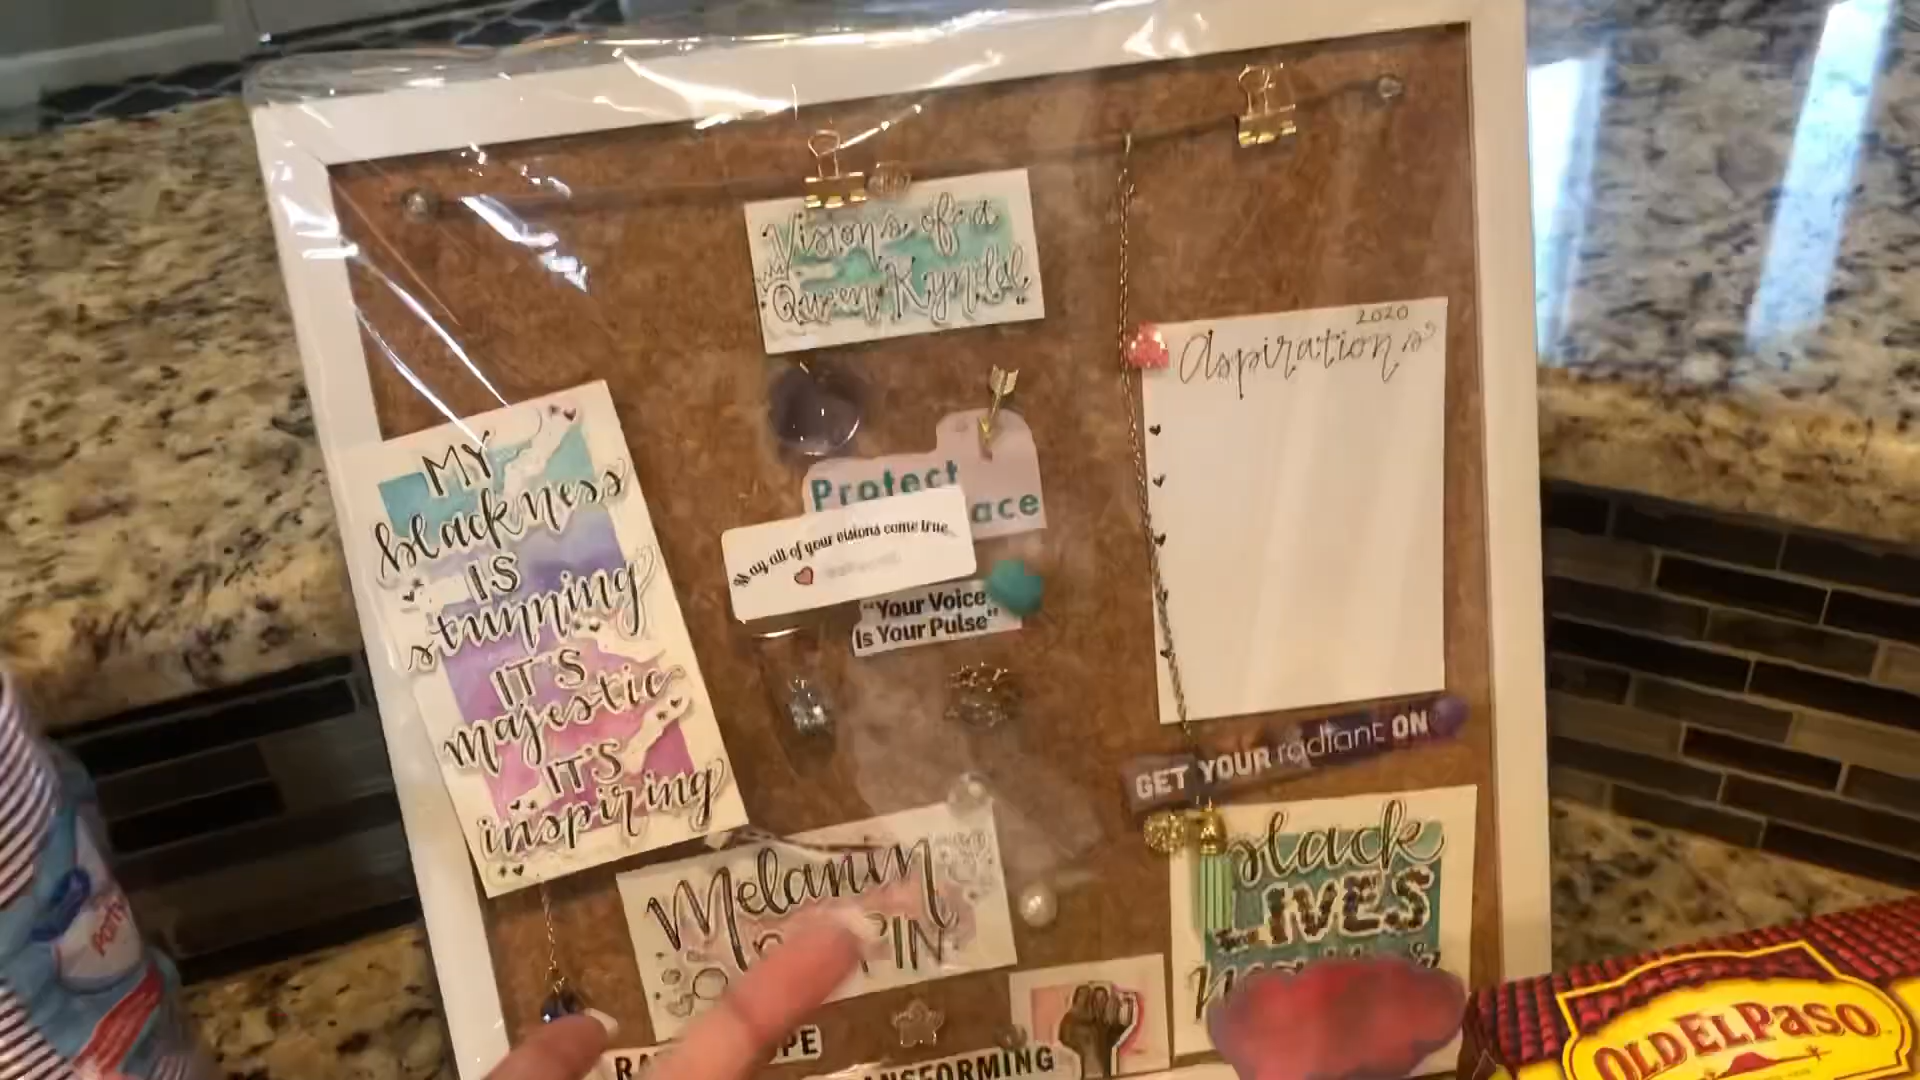 Visions of a
Queen Kyndal
2020
Aspirations
MY
blackness
IS
stunning
IT'S
majestic
IT'S
inspiring
Protect
ace
May all of your visions come true
"Your Voice
Is Your Pulse"
GET YOUR radiant ON
Melanin
black
LIVES
OLD EL PASO